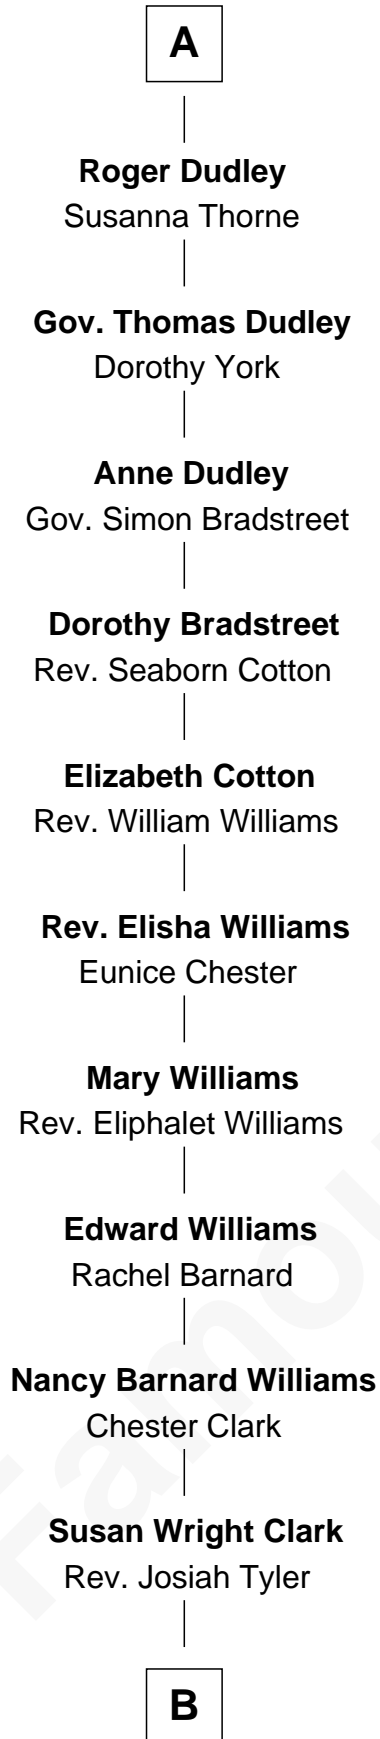 A
Roger Dudley
Susanna Thorne
Gov. Thomas Dudley
Dorothy York
Anne Dudley
Gov. Simon Bradstreet
Dorothy Bradstreet
Rev. Seaborn Cotton
Elizabeth Cotton
Rev. William Williams
Rev. Elisha Williams
Eunice Chester
Mary Williams
Rev. Eliphalet Williams
Edward Williams
Rachel Barnard
Nancy Barnard Williams
Chester Clark
Susan Wright Clark
Rev. Josiah Tyler
B
Famou